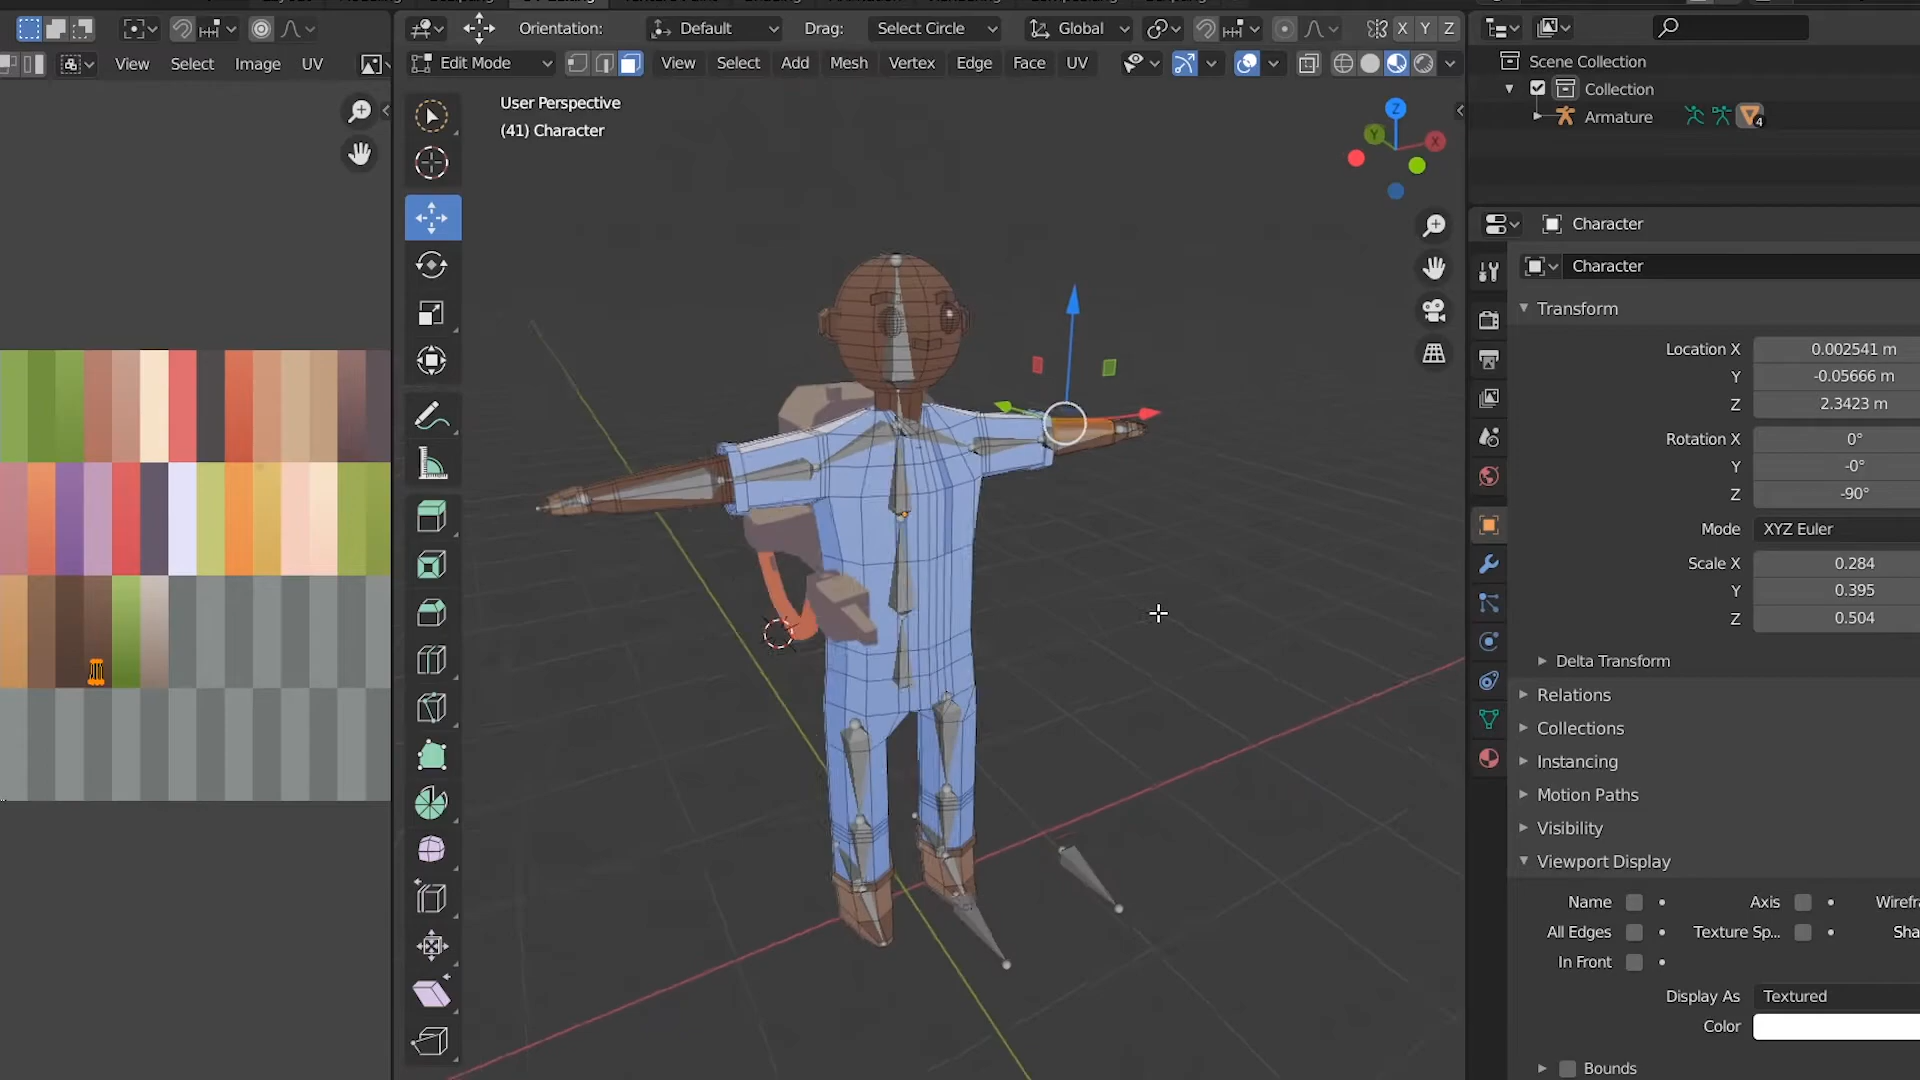 Orientation: Default Drag: Select Circle Global X Y Z
View Select Image UV Edit Mode View Select Add Mesh Vertex Edge Face UV
User Perspective
(41) Character
Z
Y X
Scene Collection
Collection
Armature 4
Character
Character
Transform
Location X 0.002541 m
Y -0.05666 m
Z 2.3423 m
Rotation X 0°
Y -0°
Z -90°
Mode XYZ Euler
Scale X 0.284
Y 0.395
Z 0.504
Delta Transform
Relations
Collections
Instancing
Motion Paths
Visibility
Viewport Display
Name Axis Wirefra
All Edges Texture Sp... Sha
In Front
Display As Textured
Color
Bounds